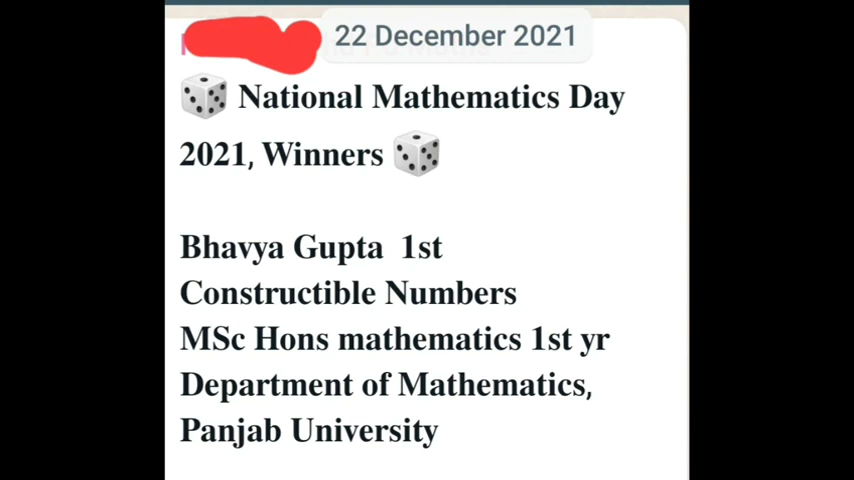 22 December 2021
National Mathematics Day
2021, Winners
Bhavya Gupta 1st
Constructible Numbers
MSc Hons mathematics 1st yr
Department of Mathematics,
Panjab University